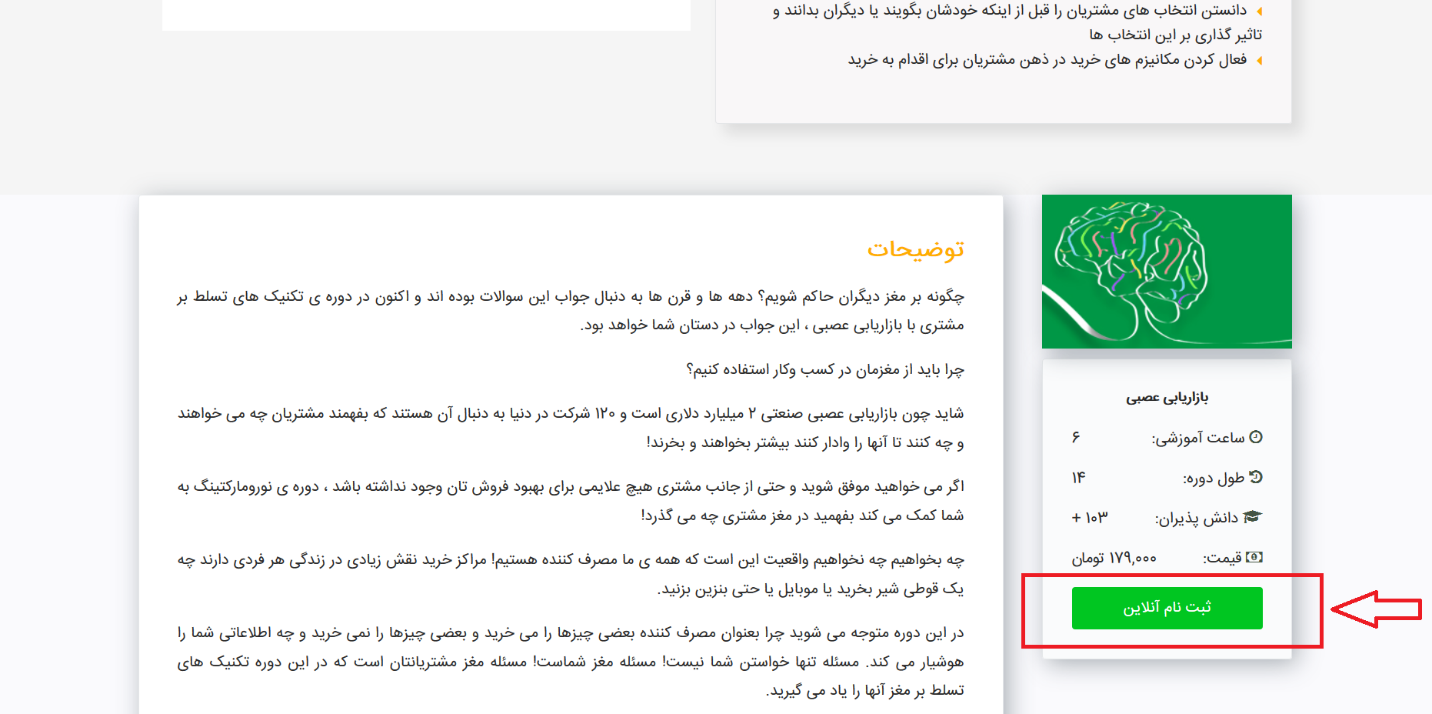 دانستن انتخاب های مشتریان را قبل از اینکه خودشان بگویند یا دیگران بدانند و
تاثیر گذاری بر این انتخاب ها
فعال کردن مکانیزم های خرید در ذهن مشتریان برای اقدام به خرید
بازاریابی عصبی
ساعت آموزشی: ۶
طول دوره: ۱۴
دانش پذیران: ۱۰۳ +
قیمت: ۱۷۹,۰۰۰ تومان
ثبت نام آنلاین
توضیحات
چگونه بر مغز دیگران حاکم شویم؟ دهه ها و قرن ها به دنبال جواب این سوالات بوده اند و اکنون در دوره ی تکنیک های تسلط بر
مشتری با بازاریابی عصبی ، این جواب در دستان شما خواهد بود.
چرا باید از مغزمان در کسب وکار استفاده کنیم؟
شاید چون بازاریابی عصبی صنعتی ۲ میلیارد دلاری است و ۱۲۰ شرکت در دنیا به دنبال آن هستند که بفهمند مشتریان چه می خواهند
و چه کنند تا آنها را وادار کنند بیشتر بخواهند و بخرند!
اگر می خواهید موفق شوید و حتی از جانب مشتری هیچ علایمی برای بهبود فروش تان وجود نداشته باشد ، دوره ی نورومارکتینگ به
شما کمک می کند بفهمید در مغز مشتری چه می گذرد!
چه بخواهیم چه نخواهیم واقعیت این است که همه ی ما مصرف کننده هستیم! مراکز خرید نقش زیادی در زندگی هر فردی دارند چه
یک قوطی شیر بخرید یا موبایل یا حتی بنزین بزنید.
در این دوره متوجه می شوید چرا بعنوان مصرف کننده بعضی چیزها را می خرید و بعضی چیزها را نمی خرید و چه اطلاعاتی شما را
هوشیار می کند. مسئله تنها خواستن شما نیست! مسئله مغز شماست! مسئله مغز مشتریانتان است که در این دوره تکنیک های
تسلط بر مغز آنها را یاد می گیرید.